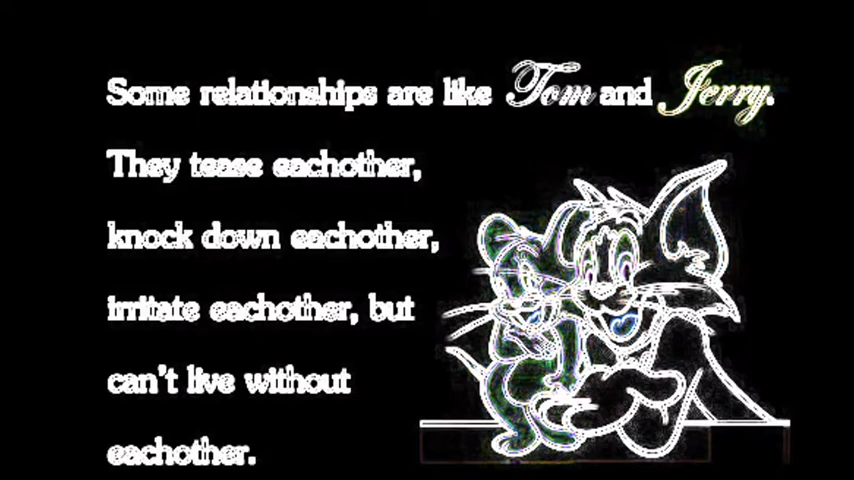 Some relationships are like Tom and Jerry.
They tease eachother,
knock down eachother,
irritate eachother, but
can't live without
eachother.